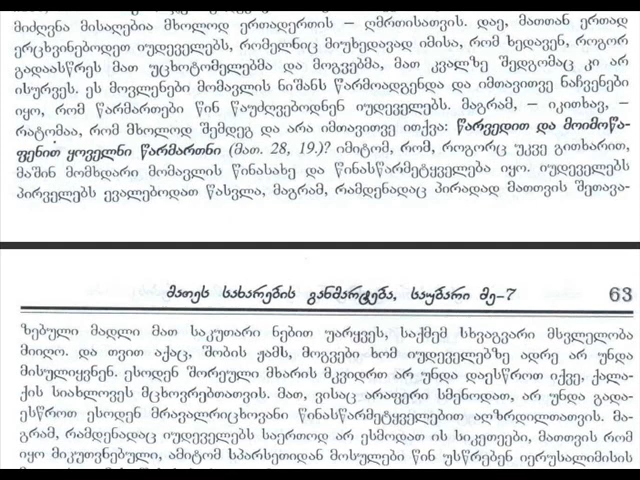 მიძღვნა მისაღებია მხოლოდ ერთადერთის – ღმრთისათვის. დაე, მათთან ერთად
ერცხვინებოდეთ იუდეველებს, რომელნიც მიუხედავად იმისა, რომ ხედავენ, როგორ
გადაასწრეს მათ უცხოტომელებმა და მოგვებმა, მათ კვალზე შედგომაც კი არ
ისურვეს. ეს მოვლენები მომავლის ნიშანს წარმოადგენდა და იმთავითვე ნაჩვენები
იყო, რომ წარმართები წინ წაუძღვებოდნენ იუდეველებს. მაგრამ, – იკითხავ, –
რატომაა, რომ მხოლოდ შემდეგ და არა იმთავითვე ითქვა: წარვედით და მოიმოწა-
ფენით ყოველნი წარმართნი (მათ. 28, 19.)? იმიტომ, რომ, როგორც უკვე გითხარით,
მაშინ მომხდარი მომავლის წინასახე და წინასწარმეტყველება იყო. იუდეველებს
პირველებს ევალებოდათ წასვლა, მაგრამ, რამდენადაც პირადად მათთვის შეთავა-
მათეს სახარების განმარტება, საუბარი მე-7 63
ზებული მადლი მათ საკუთარი ნებით უარყვეს, საქმემ სხვაგვარი მსვლელობა
მიიღო. და თვით აქაც, შობის ჟამს, მოგვები ხომ იუდეველებზე ადრე არ უნდა
მისულიყვნენ. ესოდენ შორეული მხარის მკვიდრთ არ უნდა დაესწროთ იქვე, ქალა-
ქის სიახლოვეს მცხოვრებთათვის. მათ, ვისაც არაფერი სმენოდათ, არ უნდა გადა-
ესწროთ ესოდენ მრავალრიცხოვანი წინასწარმეტყველებით აღზრდილთათვის. მა-
გრამ, რამდენადაც იუდეველებს საერთოდ არ ესმოდათ ის სიკეთეები, მათთვის რომ
იყო მიკუთვნებული, ამიტომ სპარსეთიდან მოსულები წინ უსწრებენ იერუსალიმისის